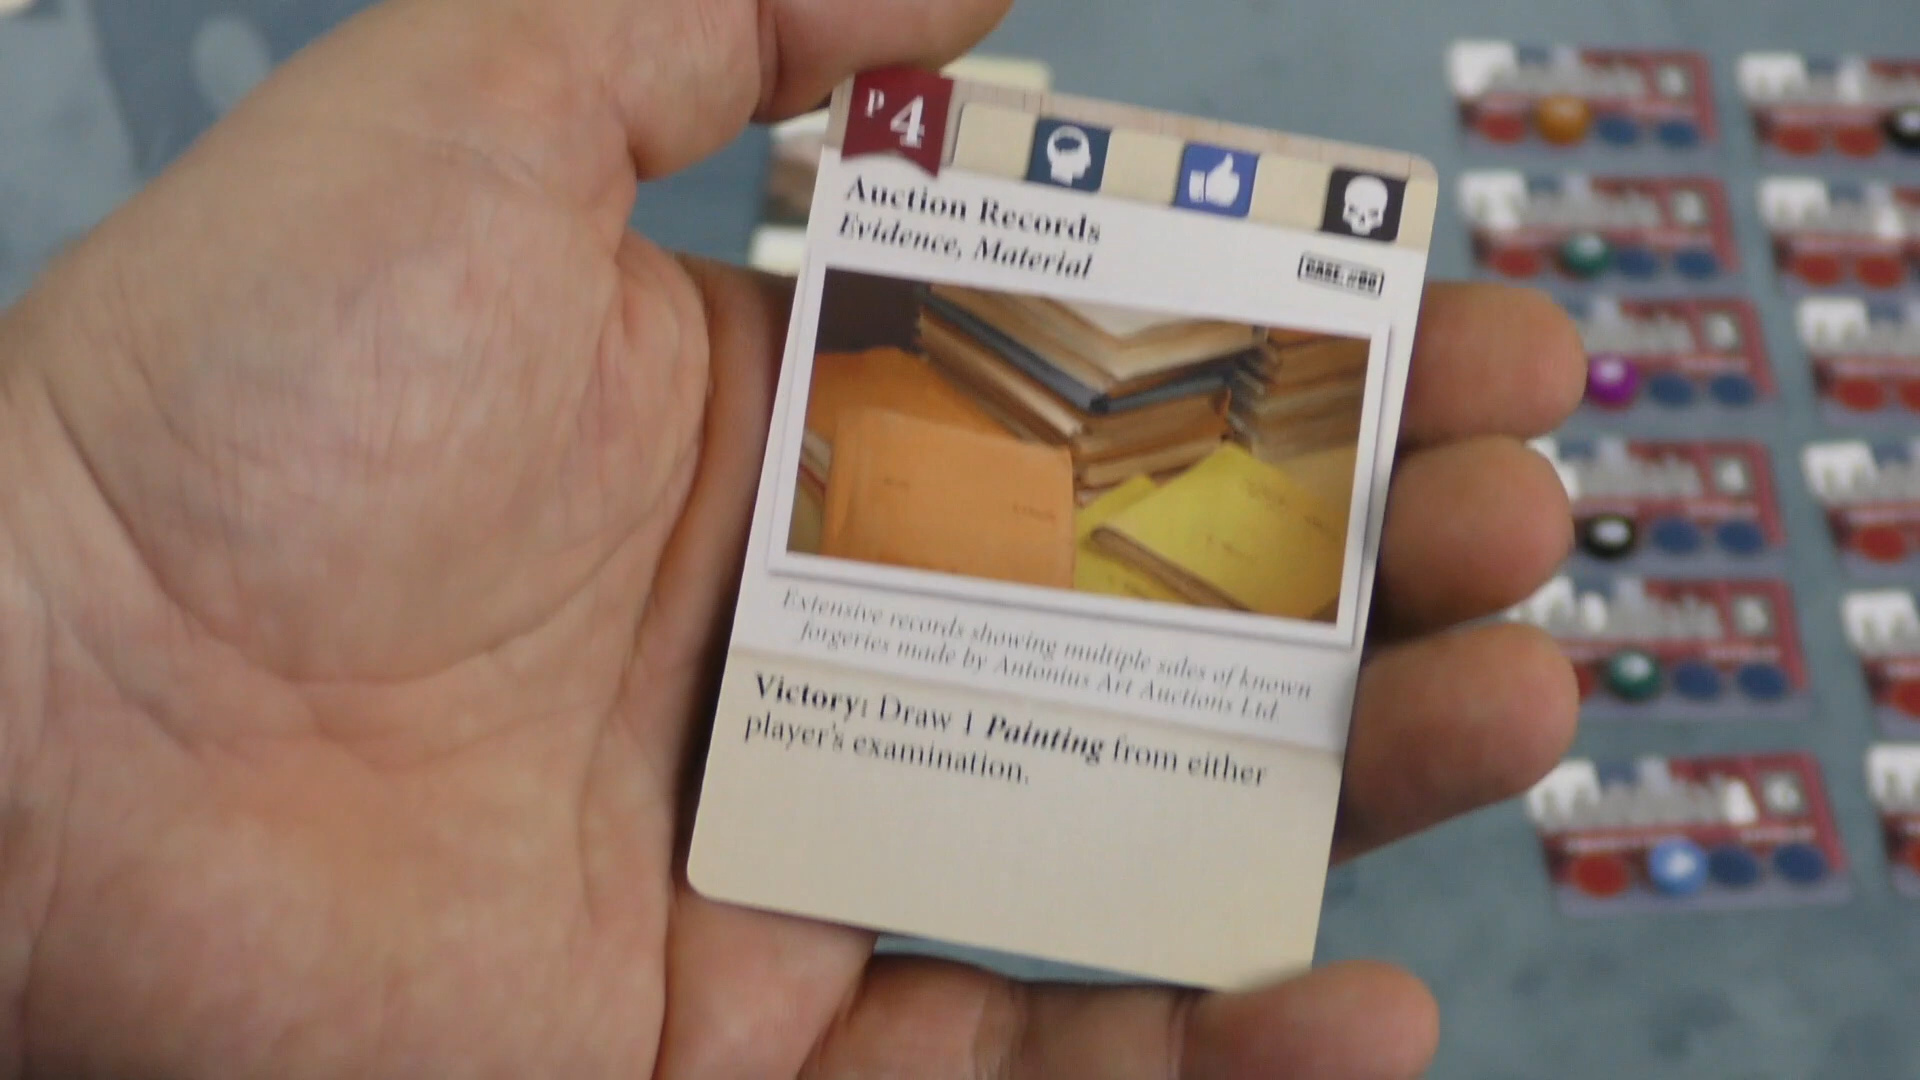 P 4
Auction Records
Evidence, Material
CASE: #00
Extensive records showing multiple sales of known
forgeries made by Antonius Art Auctions Ltd.
Victory: Draw 1 Painting from either
player's examination.